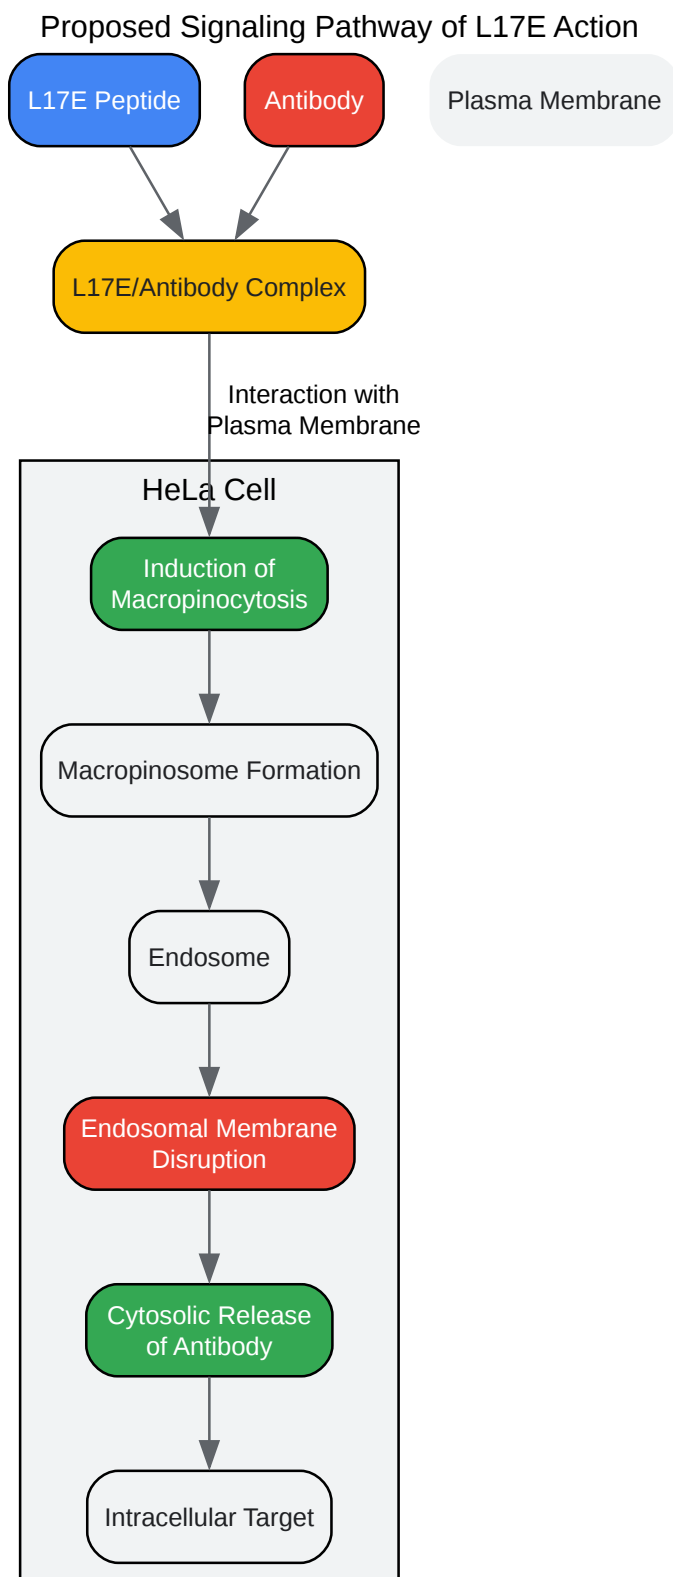 Proposed Signaling Pathway of L17E Action
L17E Peptide
Antibody
Plasma Membrane
L17E/Antibody Complex
Interaction with
Plasma Membrane
HeLa Cell
Induction of
Macropinocytosis
Macropinosome Formation
Endosome
Endosomal Membrane
Disruption
Cytosolic Release
of Antibody
Intracellular Target